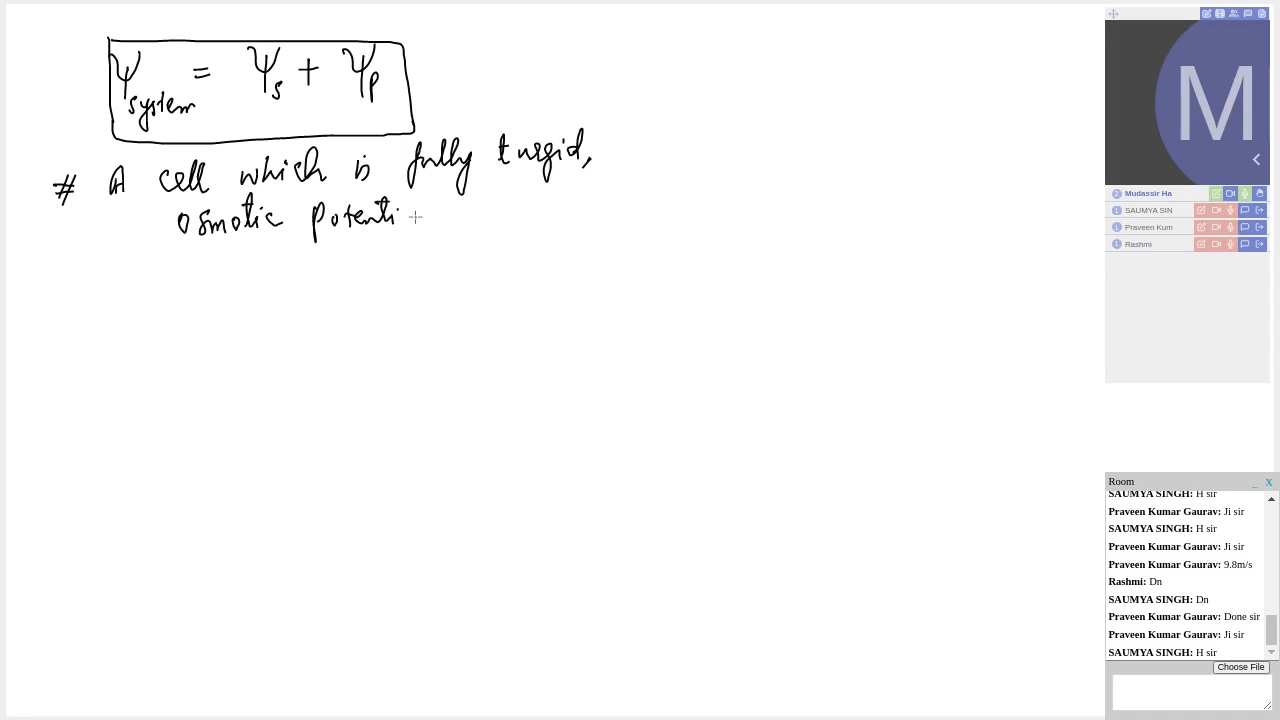 Ψsystem = Ψs + Ψp
# A cell which is fully turgid,
osmotic potenti
M
Mudassir Ha
SAUMYA SIN
Praveen Kum
Rashmi
Room
_ X
SAUMYA SINGH: H sir
Praveen Kumar Gaurav: Ji sir
SAUMYA SINGH: H sir
Praveen Kumar Gaurav: Ji sir
Praveen Kumar Gaurav: 9.8m/s
Rashmi: Dn
SAUMYA SINGH: Dn
Praveen Kumar Gaurav: Done sir
Praveen Kumar Gaurav: Ji sir
SAUMYA SINGH: H sir
Choose File